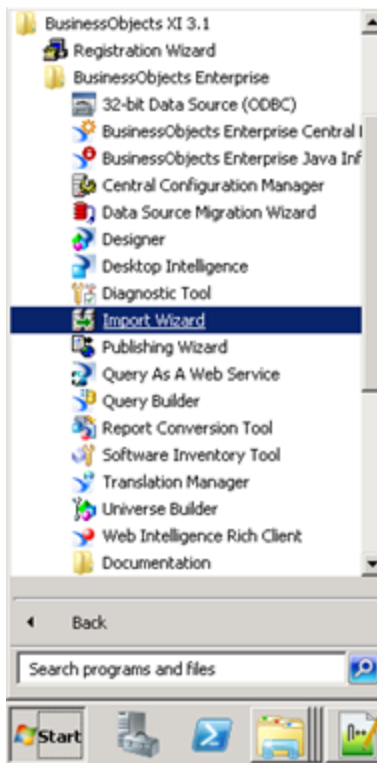 BusinessObjects XI 3.1
Registration Wizard
BusinessObjects Enterprise
32-bit Data Source (ODBC)
BusinessObjects Enterprise Central
BusinessObjects Enterprise Java Inf
Central Configuration Manager
Data Source Migration Wizard
Designer
Desktop Intelligence
Diagnostic Tool
Import Wizard
Publishing Wizard
Query As A Web Service
Query Builder
Report Conversion Tool
Software Inventory Tool
Translation Manager
Universe Builder
Web Intelligence Rich Client
Documentation
Back
Search programs and files
Start